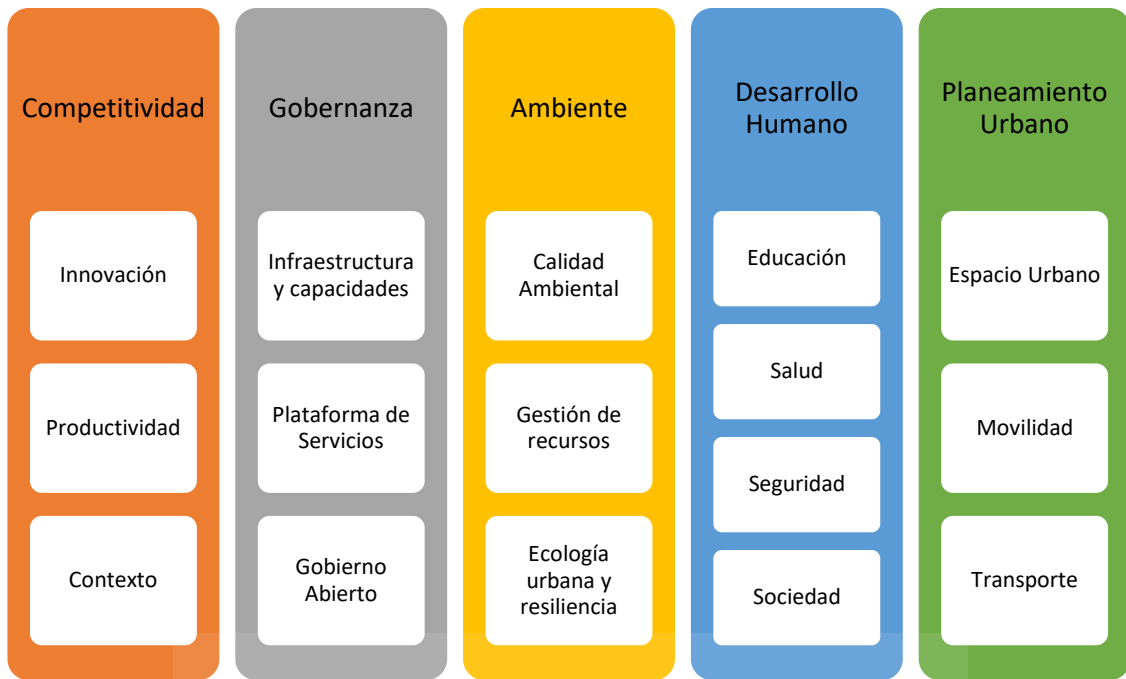 Competitividad
Innovación
Productividad
Contexto
Gobernanza
Infraestructura
y capacidades
Plataforma de
Servicios
Gobierno
Abierto
Ambiente
Calidad
Ambiental
Gestión de
recursos
Ecología
urbana y
resiliencia
Desarrollo
Humano
Educación
Salud
Seguridad
Sociedad
Planeamiento
Urbano
Espacio Urbano
Movilidad
Transporte